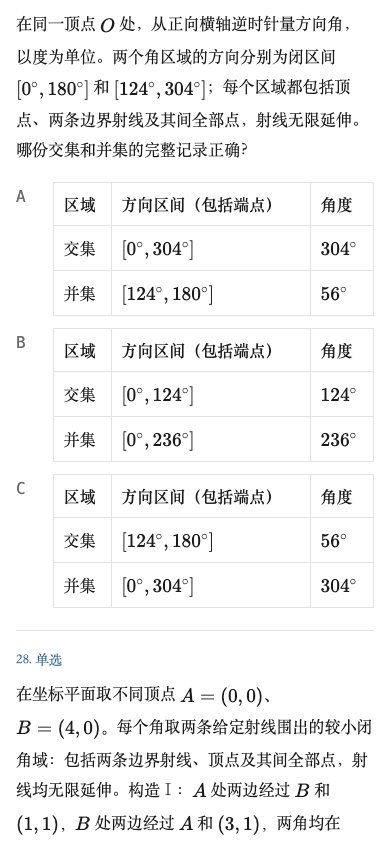 在同一顶点 O 处，从正向横轴逆时针量方向角，
以度为单位。两个角区域的方向分别为闭区间
[0°, 180°] 和 [124°, 304°]；每个区域都包括顶
点、两条边界射线及其间全部点，射线无限延伸。
哪份交集和并集的完整记录正确？
A
区域 方向区间（包括端点） 角度
交集 [0°, 304°] 304°
并集 [124°, 180°] 56°
B
区域 方向区间（包括端点） 角度
交集 [0°, 124°] 124°
并集 [0°, 236°] 236°
C
区域 方向区间（包括端点） 角度
交集 [124°, 180°] 56°
并集 [0°, 304°] 304°
28. 单选
在坐标平面取不同顶点 A = (0, 0)、
B = (4, 0)。每个角取两条给定射线围出的较小闭
角域：包括两条边界射线、顶点及其间全部点，射
线均无限延伸。构造 I：A 处两边经过 B 和
(1, 1)，B 处两边经过 A 和 (3, 1)，两角均在